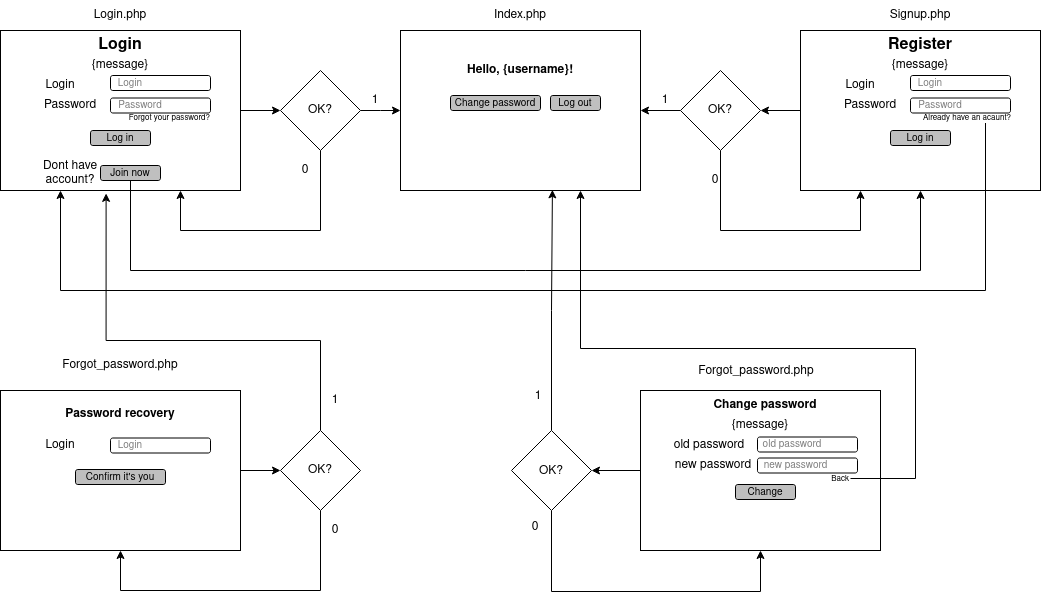 Login.php
Login
{message}
Login
Login
Password
Password
Forgot your password?
Log in
Dont have
account?
Join now
OK?
1
0
Index.php
Hello, {username}!
Change password
Log out
Signup.php
Register
{message}
Login
Login
Password
Password
Already have an acaunt?
Log in
OK?
1
0
Forgot_password.php
Password recovery
Login
Login
Confirm it's you
OK?
1
0
Forgot_password.php
Change password
{message}
old password
old password
new password
new password
Back
Change
OK?
1
0